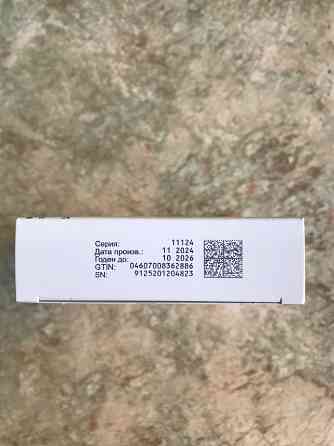 Серия: 11124
Дата произв.: 11 2024
Годен до: 10 2026
GTIN: 04607008362886
SN: 9125201204823